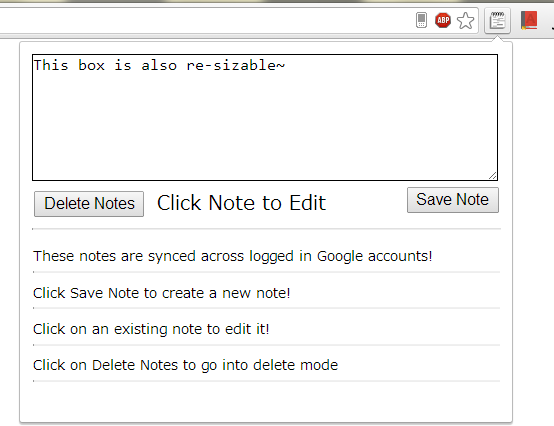 ABP
This box is also re-sizable~
Delete Notes
Click Note to Edit
Save Note
These notes are synced across logged in Google accounts!
Click Save Note to create a new note!
Click on an existing note to edit it!
Click on Delete Notes to go into delete mode